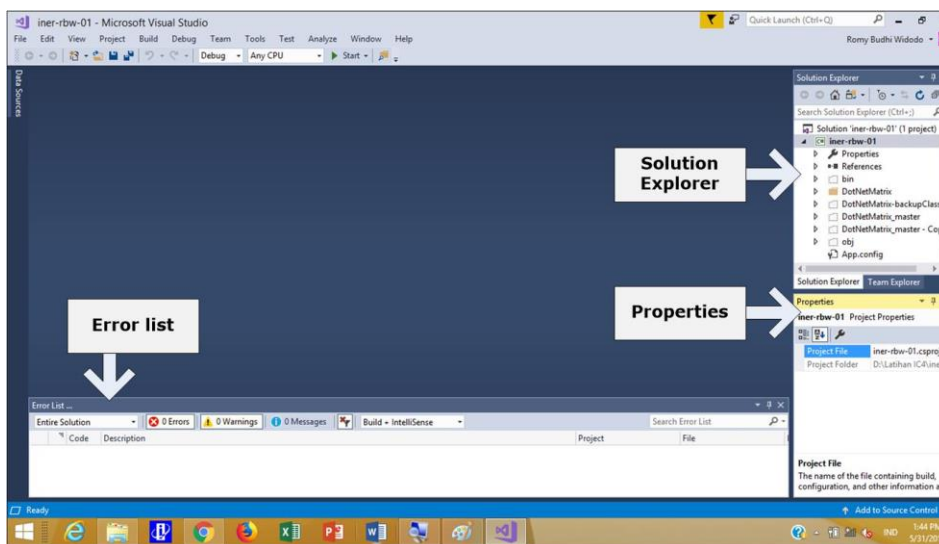 iner-rbw-01 - Microsoft Visual Studio
Quick Launch (Ctrl+Q)
File Edit View Project Build Debug Team Tools Test Analyze Window Help
Romy Budhi Widodo
Debug Any CPU Start
Data Sources
Solution Explorer
Search Solution Explorer (Ctrl+;)
Solution 'iner-rbw-01' (1 project)
iner-rbw-01
Properties
References
bin
DotNetMatrix
DotNetMatrix-backupClass
DotNetMatrix_master
DotNetMatrix_master - Co
obj
App.config
Solution Explorer Team Explorer
Solution
Explorer
Properties
Error list
Properties
iner-rbw-01 Project Properties
Project File iner-rbw-01.csproj
Project Folder D:\Latihan IC4\ine
Project File
The name of the file containing build,
configuration, and other information a
Error List ...
Entire Solution 0 Errors 0 Warnings 0 Messages Build + IntelliSense Search Error List
Code Description Project File
Ready Add to Source Control
IND 1:44 PM